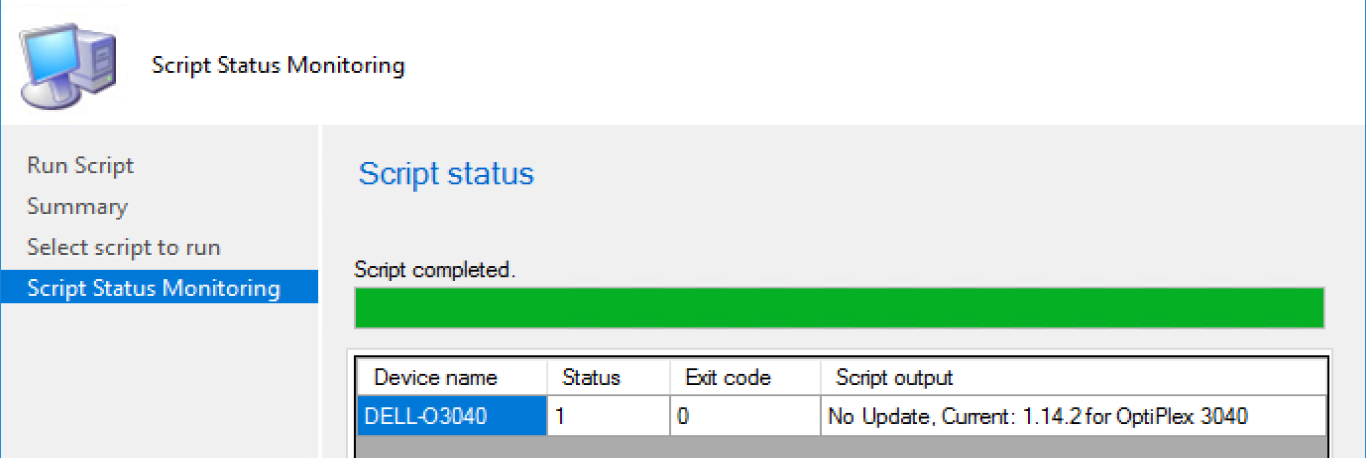 Script Status Monitoring
Run Script
Summary
Select script to run
Script Status Monitoring
Script status
Script completed.
Device name Status Exit code Script output
DELL-O3040 1 0 No Update, Current: 1.14.2 for OptiPlex 3040